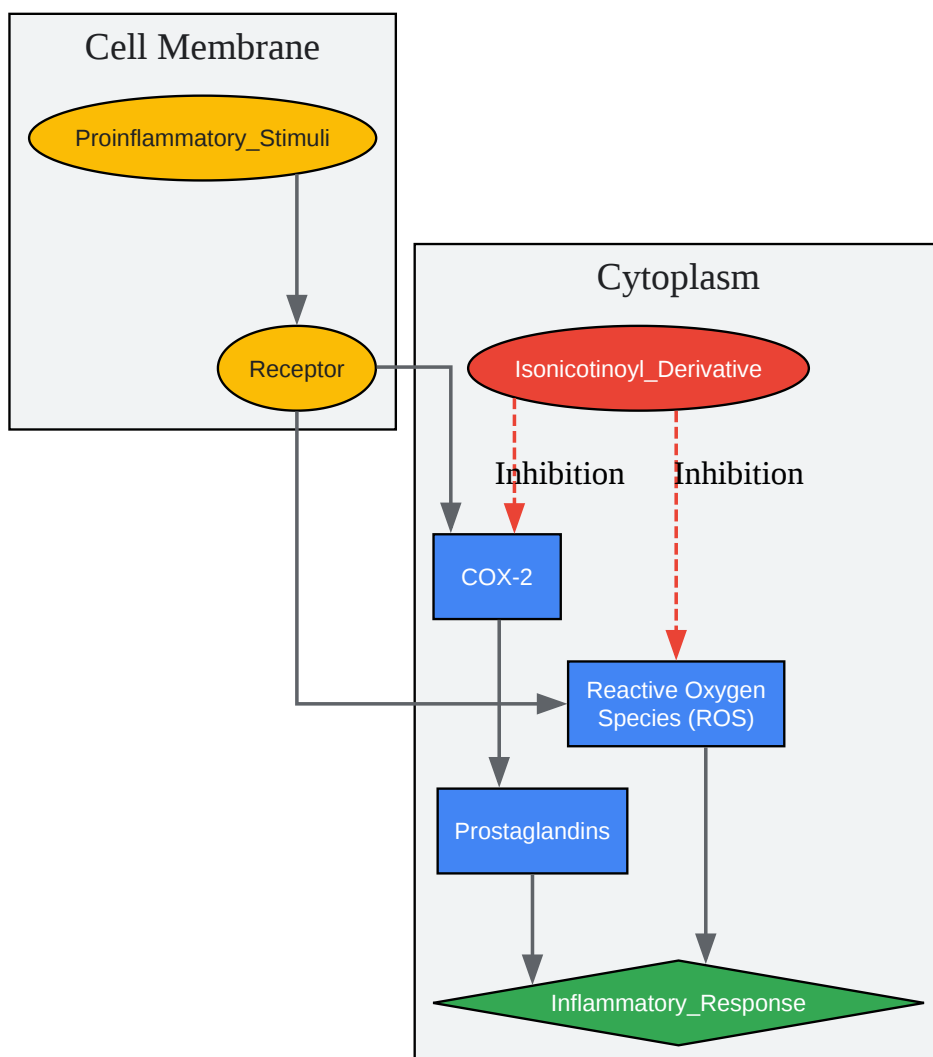 Cell Membrane
Proinflammatory_Stimuli
Receptor
Cytoplasm
Isonicotinoyl_Derivative
Inhibition
Inhibition
COX-2
Reactive Oxygen
Species (ROS)
Prostaglandins
Inflammatory_Response